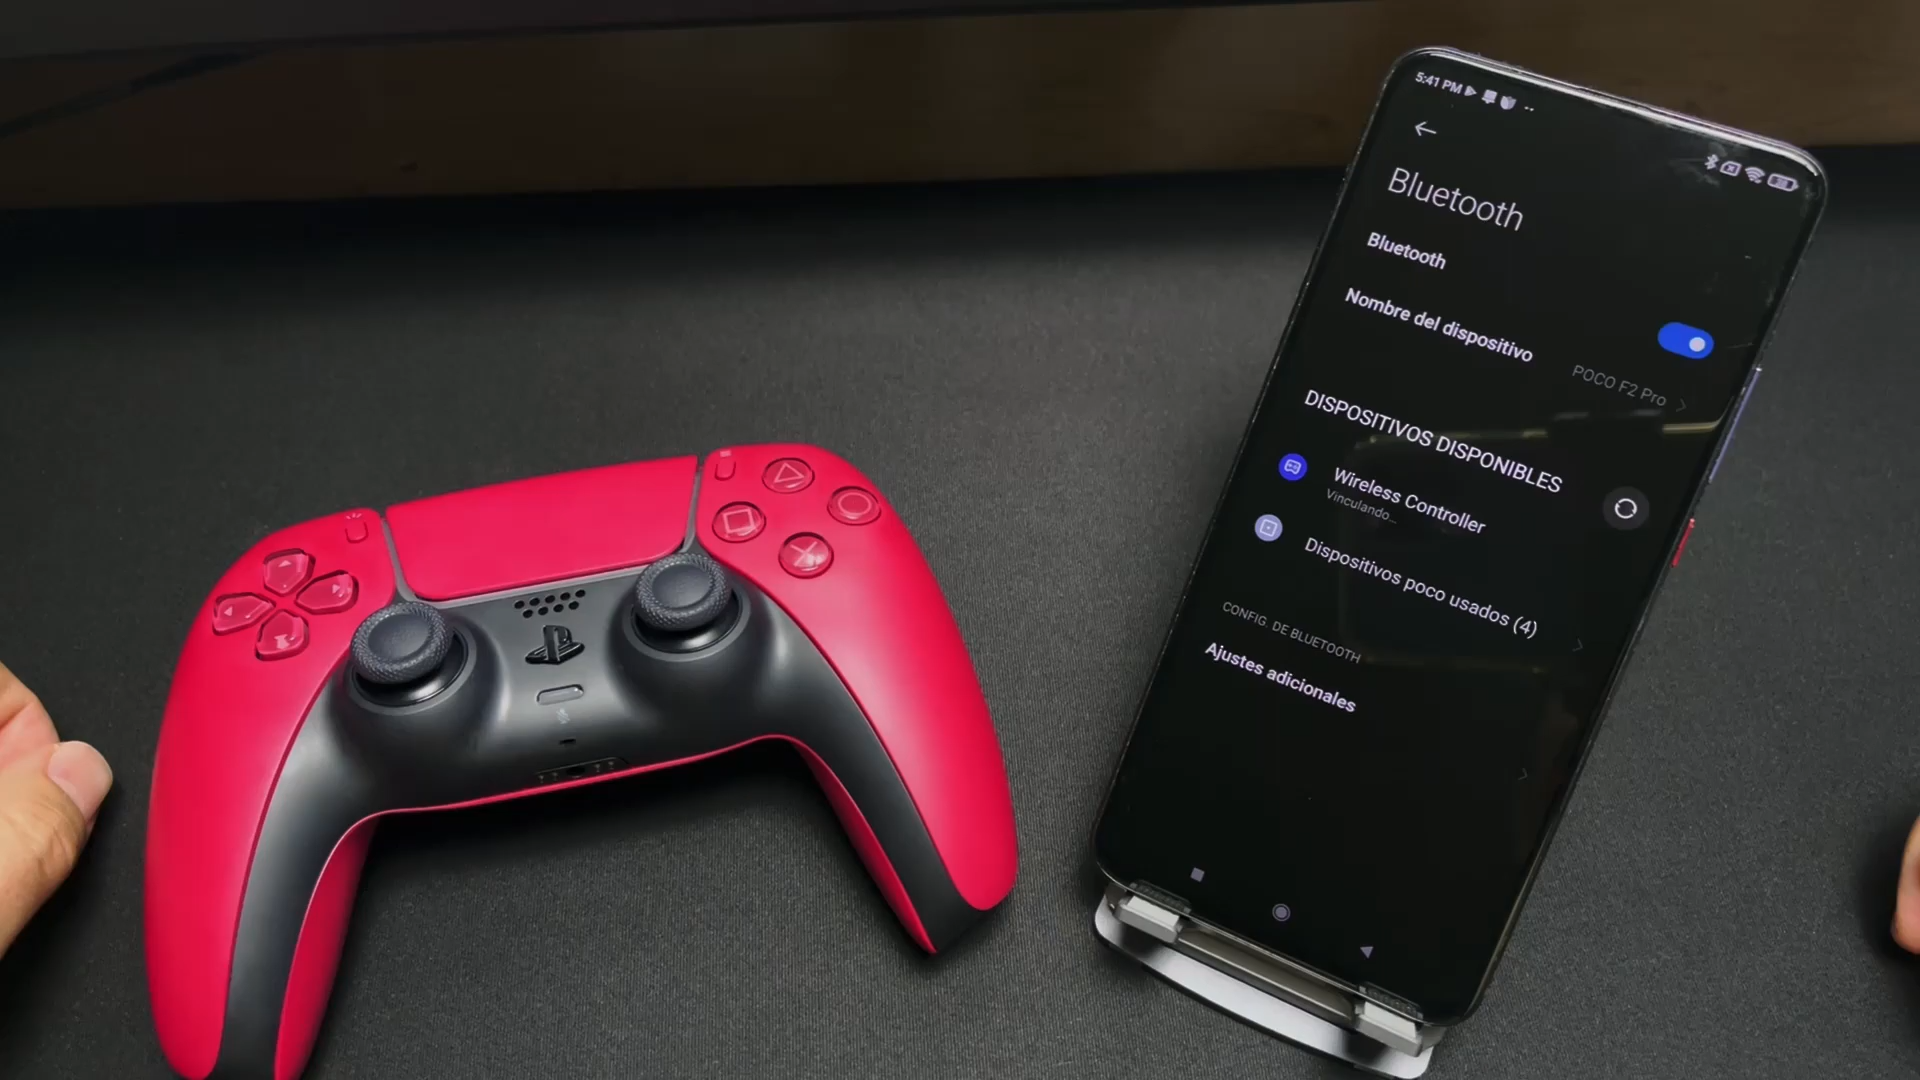 5:41 PM
Bluetooth
Bluetooth
Nombre del dispositivo
POCO F2 Pro
DISPOSITIVOS DISPONIBLES
Wireless Controller
Vinculando...
Dispositivos poco usados (4)
CONFIG. DE BLUETOOTH
Ajustes adicionales